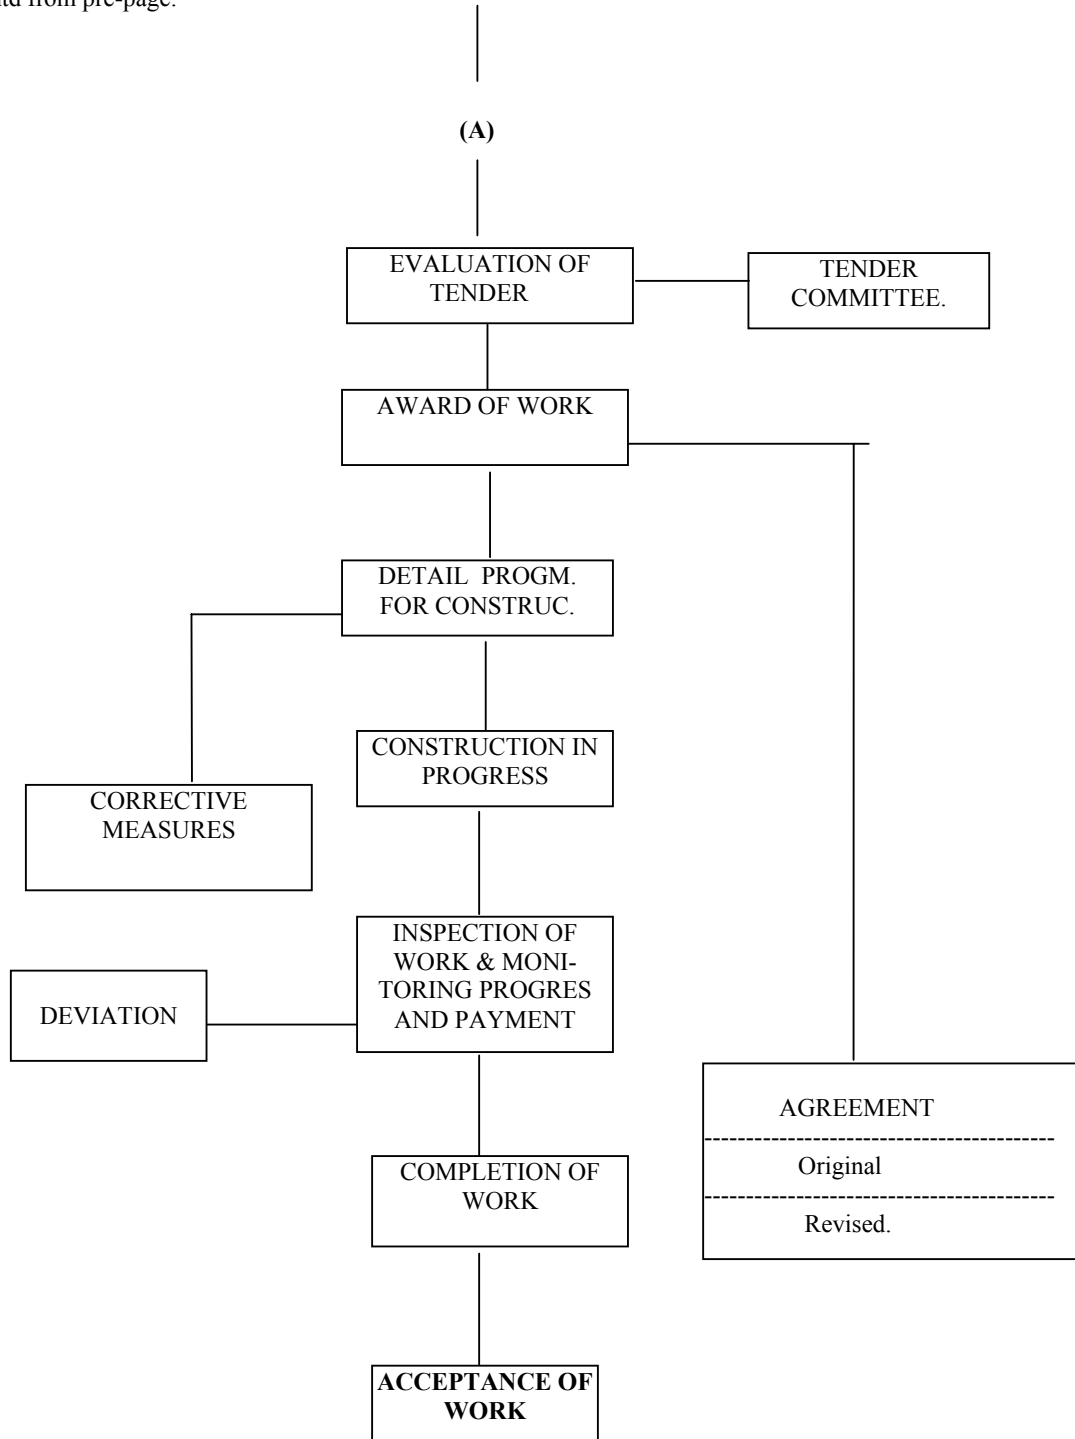 from pre-page.
(A)
EVALUATION OF
TENDER
TENDER
COMMITTEE.
AWARD OF WORK
DETAIL PROGM.
FOR CONSTRUC.
CONSTRUCTION IN
PROGRESS
CORRECTIVE
MEASURES
INSPECTION OF
WORK & MONI-
TORING PROGRES
AND PAYMENT
DEVIATION
AGREEMENT
---------------------------------------------------
Original
---------------------------------------------------
Revised.
COMPLETION OF
WORK
ACCEPTANCE OF
WORK